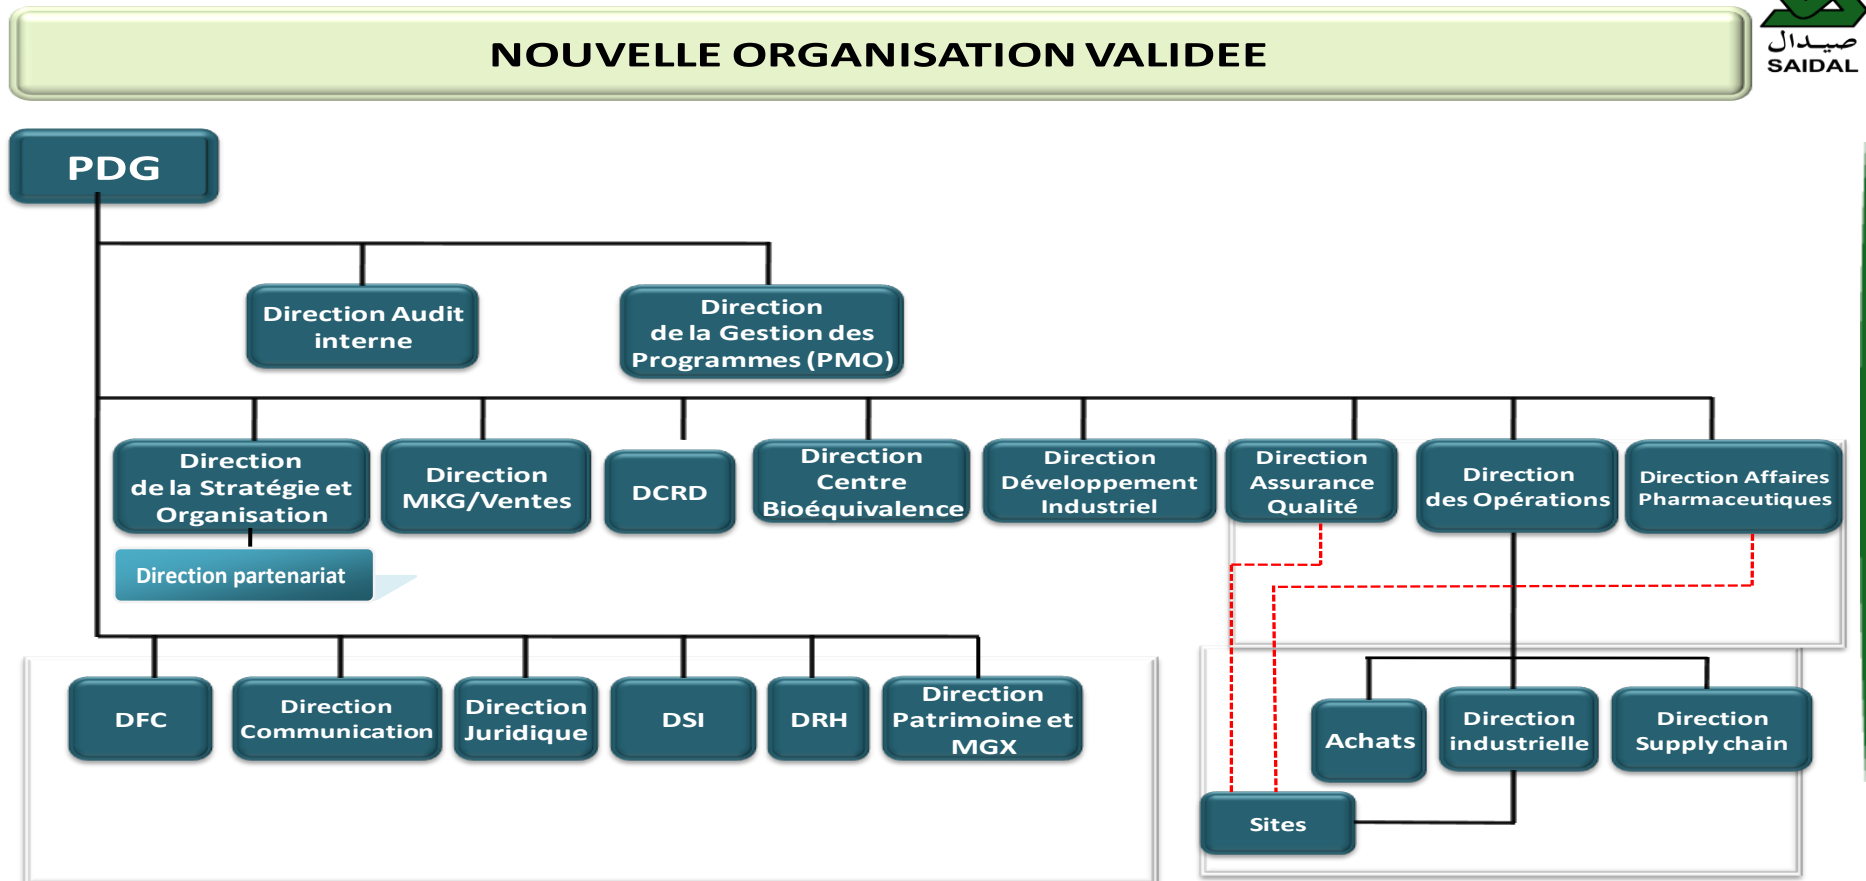 NOUVELLE ORGANISATION VALIDEE
صيدال
SAIDAL
PDG
Direction Audit
interne
Direction
de la Gestion des
Programmes (PMO)
Direction
de la Stratégie et
Organisation
Direction
MKG/Ventes
DCRD
Direction
Centre
Bioéquivalence
Direction
Développement
Industriel
Direction
Assurance
Qualité
Direction
des Opérations
Direction Affaires
Pharmaceutiques
Direction partenariat
DFC
Direction
Communication
Direction
Juridique
DSI
DRH
Direction
Patrimoine et
MGX
Achats
Direction
industrielle
Direction
Supply chain
Sites